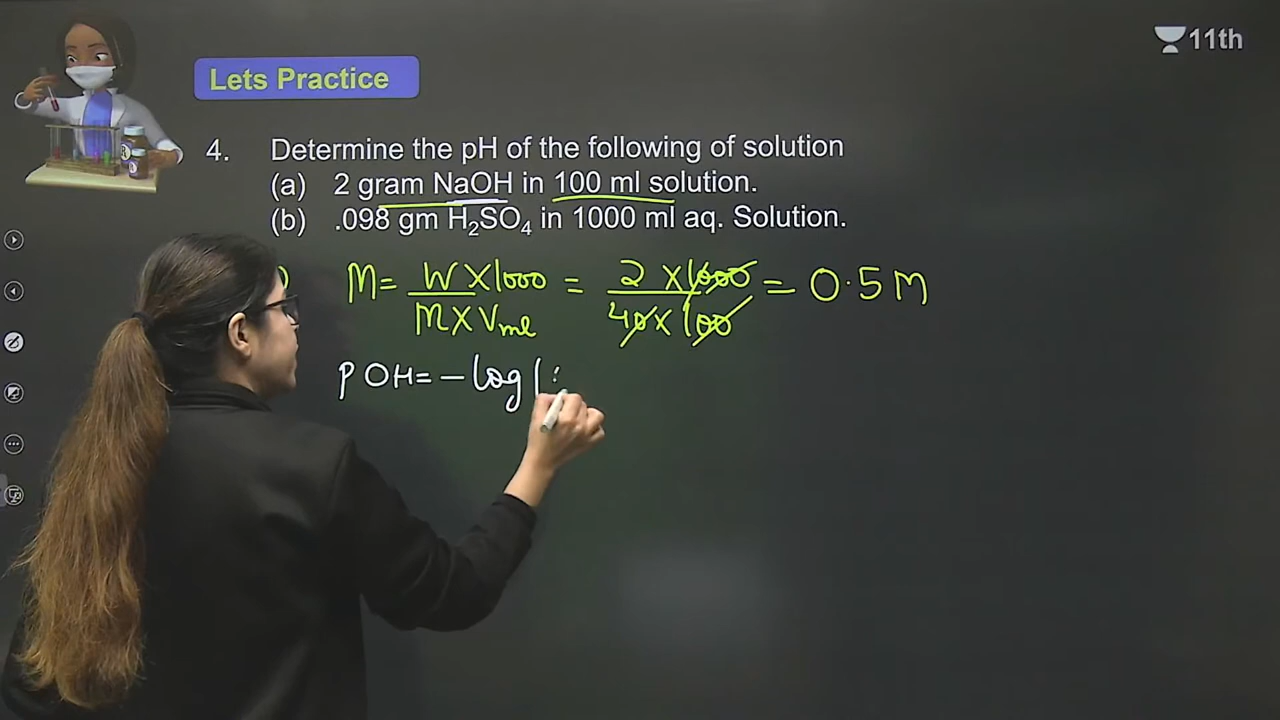 11th
Lets Practice
4. Determine the pH of the following of solution
(a) 2 gram NaOH in 100 ml solution.
(b) .098 gm H₂SO₄ in 1000 ml aq. Solution.
M = W X 1000 / M X Vml = 2 X 1000 / 40 X 100 = 0.5 M
POH = - log [